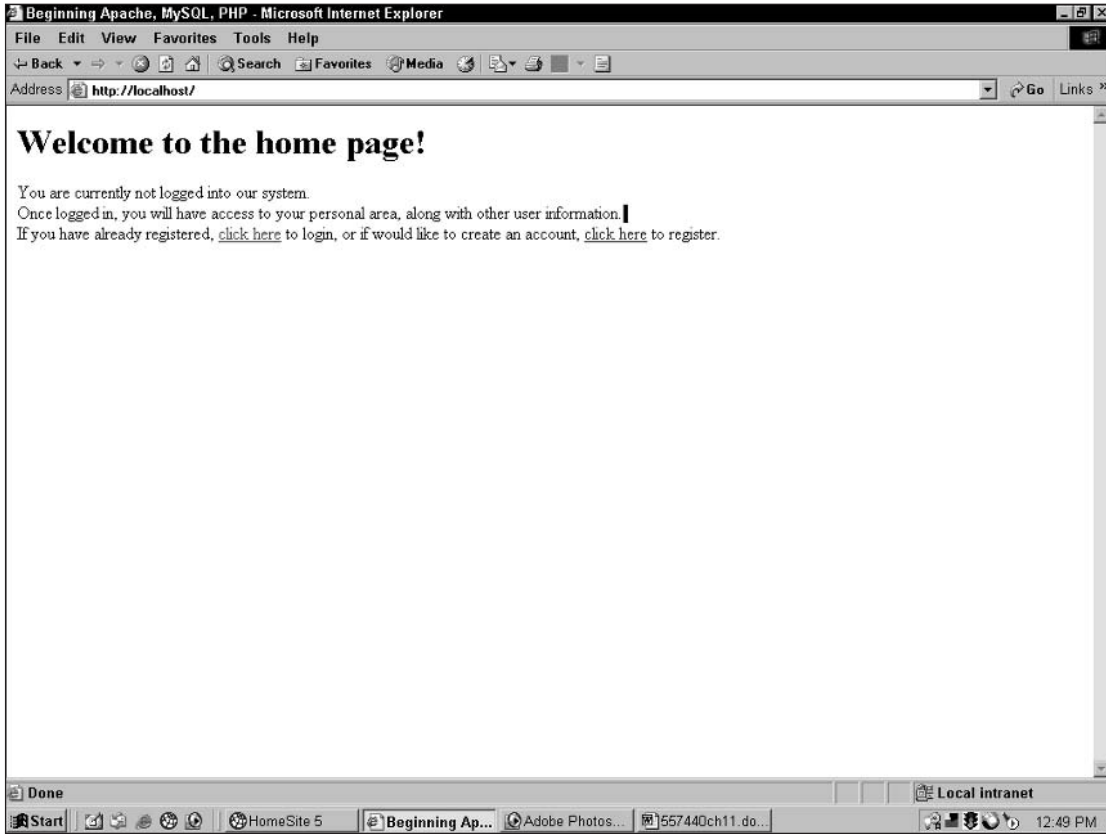 Beginning Apache, MySQL, PHP - Microsoft Internet Explorer
File Edit View Favorites Tools Help
Back Search Favorites Media
Address http://localhost/ Go Links »
Welcome to the home page!
You are currently not logged into our system.
Once logged in, you will have access to your personal area, along with other user information.
If you have already registered, click here to login, or if would like to create an account, click here to register.
Done Local intranet
Start HomeSite 5 Beginning Ap... Adobe Photos... 557440ch11.do... 12:49 PM